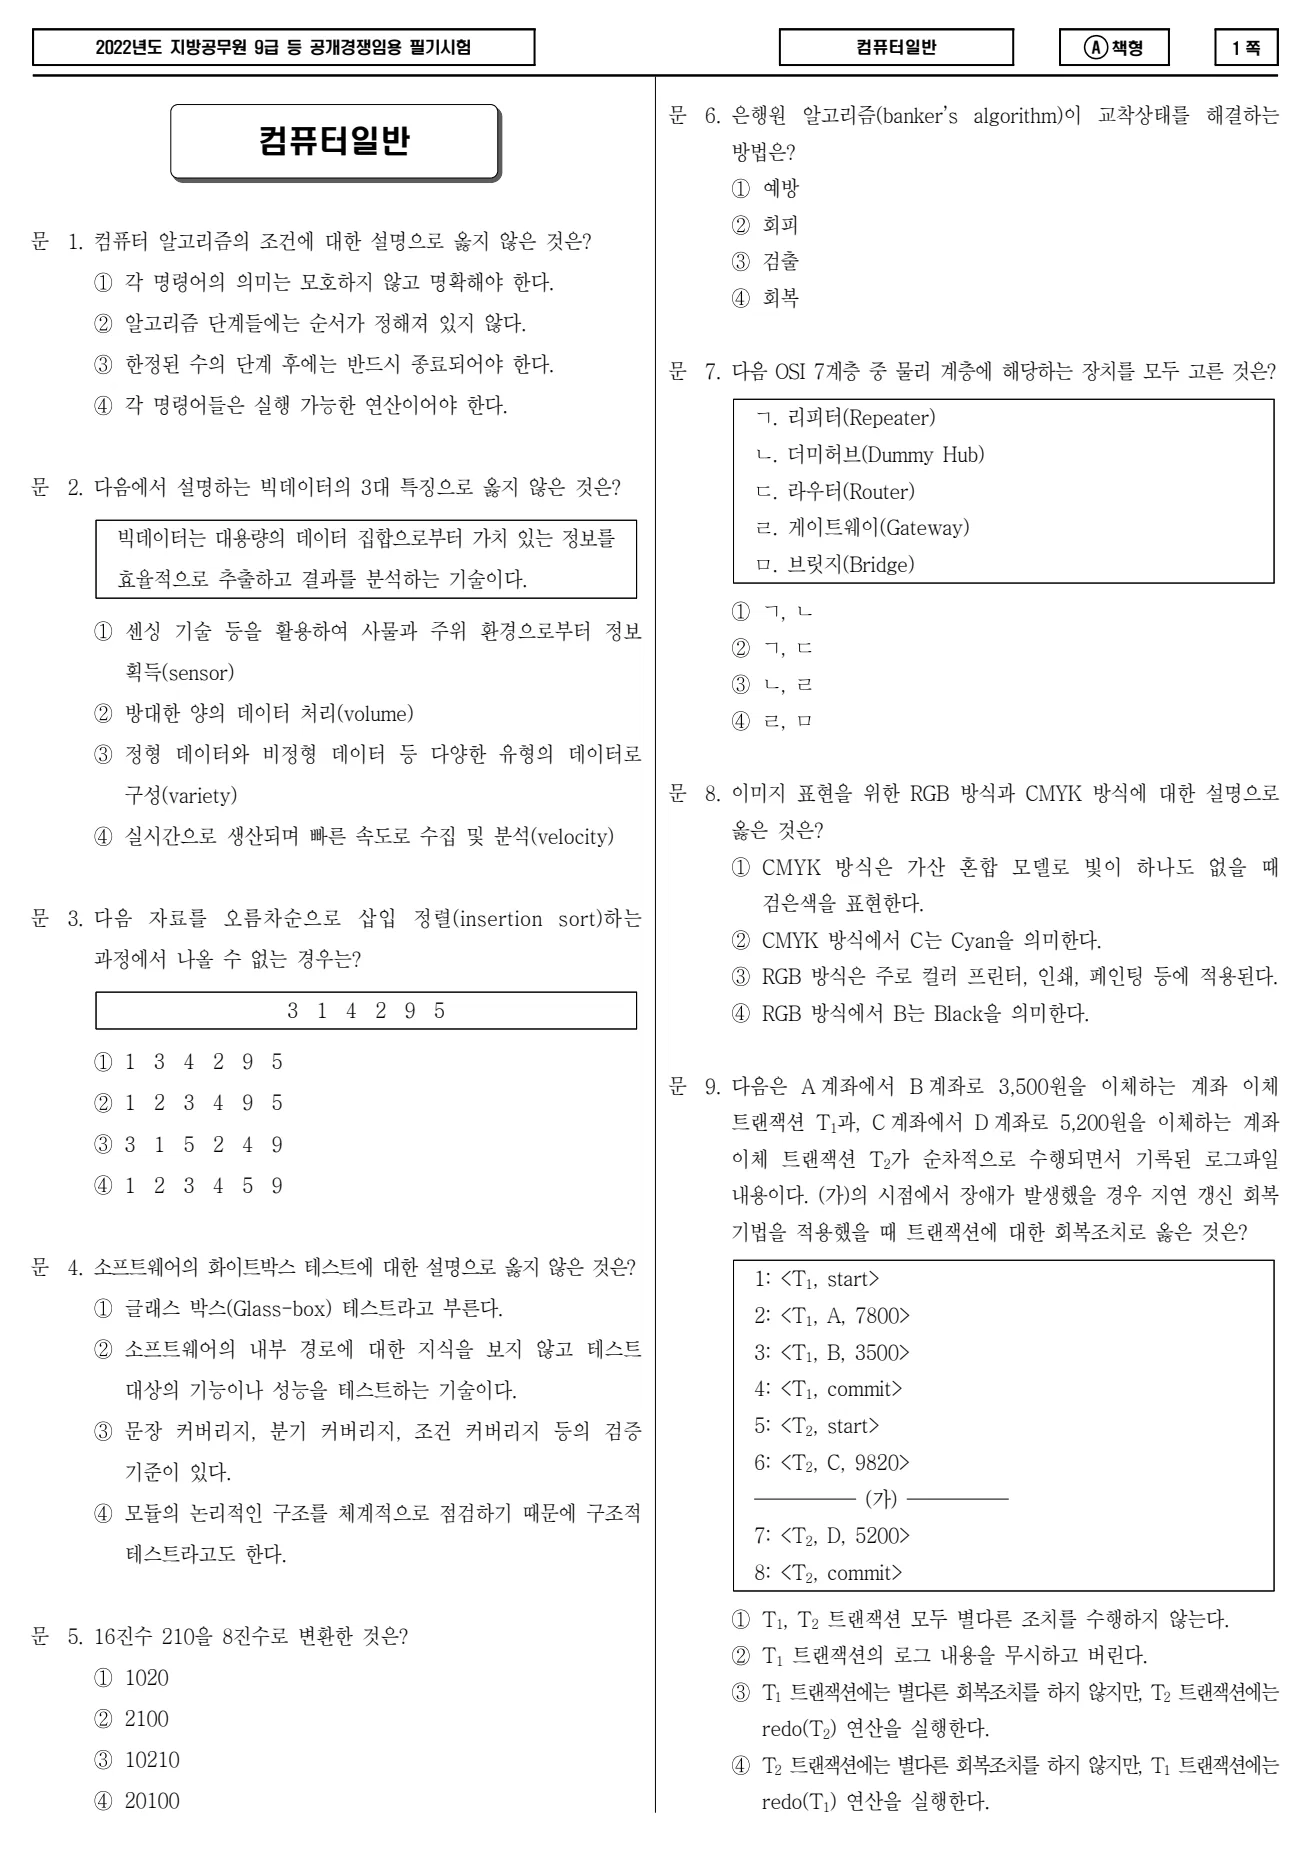 2022년도 지방공무원 9급 등 공개경쟁임용 필기시험
컴퓨터일반
Ⓐ 책형
1 쪽
컴퓨터일반
문 1. 컴퓨터 알고리즘의 조건에 대한 설명으로 옳지 않은 것은?
① 각 명령어의 의미는 모호하지 않고 명확해야 한다.
② 알고리즘 단계들에는 순서가 정해져 있지 않다.
③ 한정된 수의 단계 후에는 반드시 종료되어야 한다.
④ 각 명령어들은 실행 가능한 연산이어야 한다.
문 2. 다음에서 설명하는 빅데이터의 3대 특징으로 옳지 않은 것은?
빅데이터는 대용량의 데이터 집합으로부터 가치 있는 정보를
효율적으로 추출하고 결과를 분석하는 기술이다.
① 센싱 기술 등을 활용하여 사물과 주위 환경으로부터 정보
획득(sensor)
② 방대한 양의 데이터 처리(volume)
③ 정형 데이터와 비정형 데이터 등 다양한 유형의 데이터로
구성(variety)
④ 실시간으로 생산되며 빠른 속도로 수집 및 분석(velocity)
문 3. 다음 자료를 오름차순으로 삽입 정렬(insertion sort)하는
과정에서 나올 수 없는 경우는?
3 1 4 2 9 5
① 1 3 4 2 9 5
② 1 2 3 4 9 5
③ 3 1 5 2 4 9
④ 1 2 3 4 5 9
문 4. 소프트웨어의 화이트박스 테스트에 대한 설명으로 옳지 않은 것은?
① 글래스 박스(Glass-box) 테스트라고 부른다.
② 소프트웨어의 내부 경로에 대한 지식을 보지 않고 테스트
대상의 기능이나 성능을 테스트하는 기술이다.
③ 문장 커버리지, 분기 커버리지, 조건 커버리지 등의 검증
기준이 있다.
④ 모듈의 논리적인 구조를 체계적으로 점검하기 때문에 구조적
테스트라고도 한다.
문 5. 16진수 210을 8진수로 변환한 것은?
① 1020
② 2100
③ 10210
④ 20100
문 6. 은행원 알고리즘(banker's algorithm)이 교착상태를 해결하는
방법은?
① 예방
② 회피
③ 검출
④ 회복
문 7. 다음 OSI 7계층 중 물리 계층에 해당하는 장치를 모두 고른 것은?
ㄱ. 리피터(Repeater)
ㄴ. 더미허브(Dummy Hub)
ㄷ. 라우터(Router)
ㄹ. 게이트웨이(Gateway)
ㅁ. 브릿지(Bridge)
① ㄱ, ㄴ
② ㄱ, ㄷ
③ ㄴ, ㄹ
④ ㄹ, ㅁ
문 8. 이미지 표현을 위한 RGB 방식과 CMYK 방식에 대한 설명으로
옳은 것은?
① CMYK 방식은 가산 혼합 모델로 빛이 하나도 없을 때
검은색을 표현한다.
② CMYK 방식에서 C는 Cyan을 의미한다.
③ RGB 방식은 주로 컬러 프린터, 인쇄, 페인팅 등에 적용된다.
④ RGB 방식에서 B는 Black을 의미한다.
문 9. 다음은 A 계좌에서 B 계좌로 3,500원을 이체하는 계좌 이체
트랜잭션 T₁과, C 계좌에서 D 계좌로 5,200원을 이체하는 계좌
이체 트랜잭션 T₂가 순차적으로 수행되면서 기록된 로그파일
내용이다. (가)의 시점에서 장애가 발생했을 경우 지연 갱신 회복
기법을 적용했을 때 트랜잭션에 대한 회복조치로 옳은 것은?
1: <T₁, start>
2: <T₁, A, 7800>
3: <T₁, B, 3500>
4: <T₁, commit>
5: <T₂, start>
6: <T₂, C, 9820>
(가)
7: <T₂, D, 5200>
8: <T₂, commit>
① T₁, T₂ 트랜잭션 모두 별다른 조치를 수행하지 않는다.
② T₁ 트랜잭션의 로그 내용을 무시하고 버린다.
③ T₁ 트랜잭션에는 별다른 회복조치를 하지 않지만, T₂ 트랜잭션에는
redo(T₂) 연산을 실행한다.
④ T₂ 트랜잭션에는 별다른 회복조치를 하지 않지만, T₁ 트랜잭션에는
redo(T₁) 연산을 실행한다.